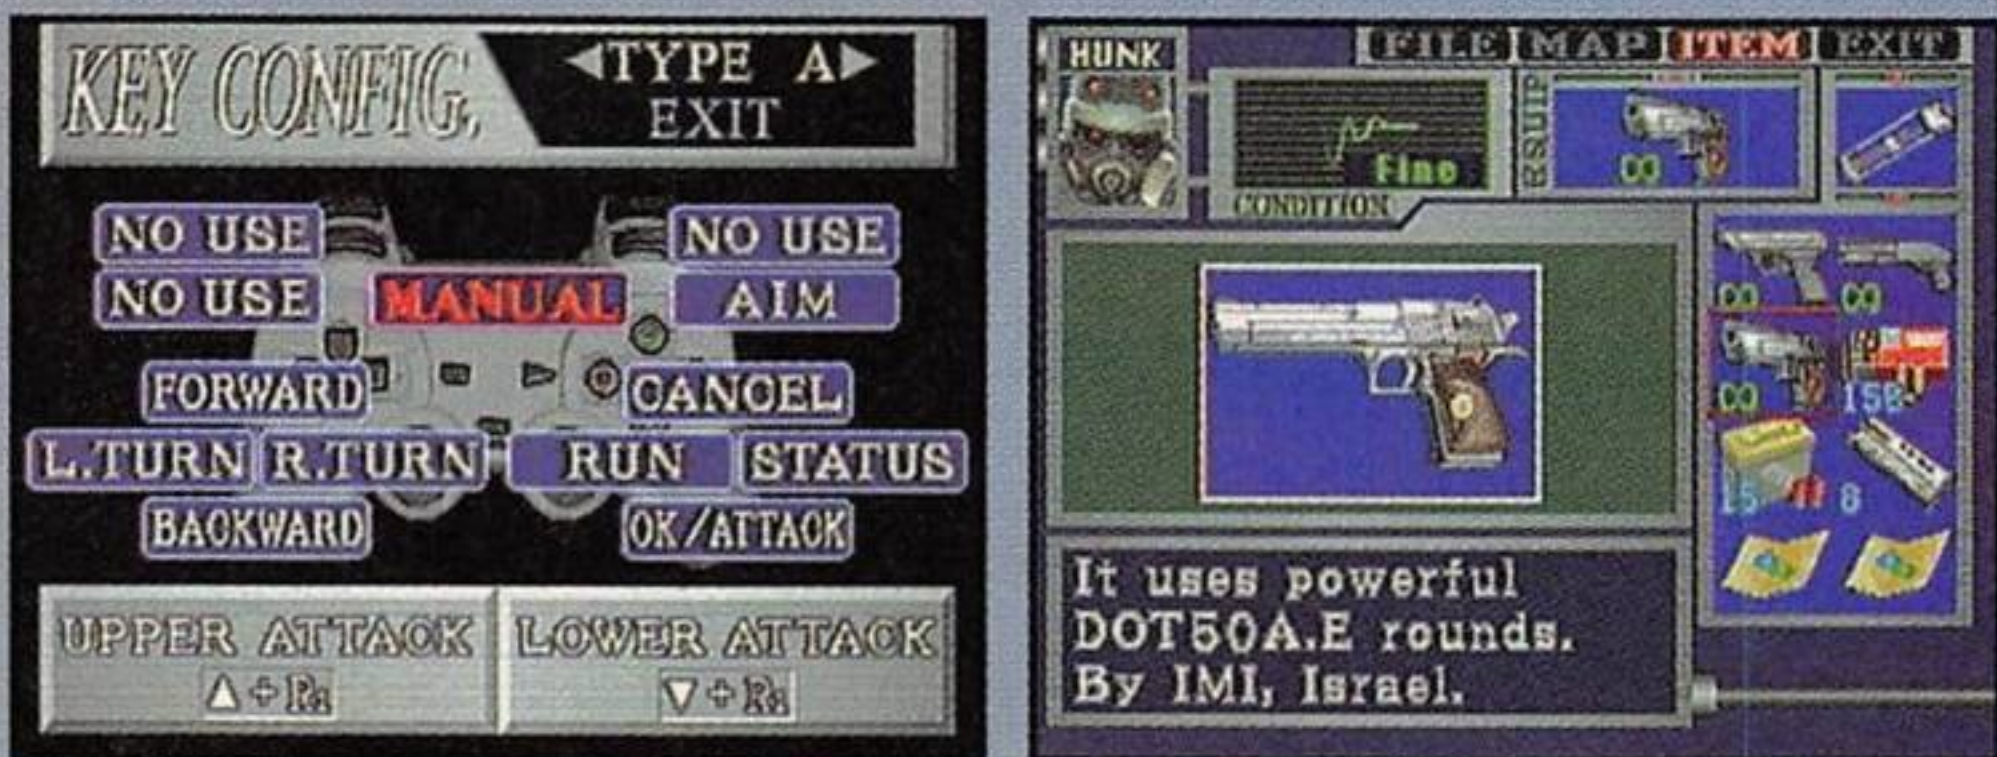 KEY CONFIG.
◀TYPE A▶
EXIT
NO USE
NO USE
NO USE
MANUAL
AIM
FORWARD
CANCEL
L.TURN
R.TURN
RUN
STATUS
BACKWARD
OK/ATTACK
UPPER ATTACK
LOWER ATTACK
▲+R1
▼+R1
HUNK
FILE
MAP
ITEM
EXIT
EQUIP
Fine
CONDITION
∞
∞
∞
∞
15
8
It uses powerful
DOT50A.E rounds.
By IMI, Israel.